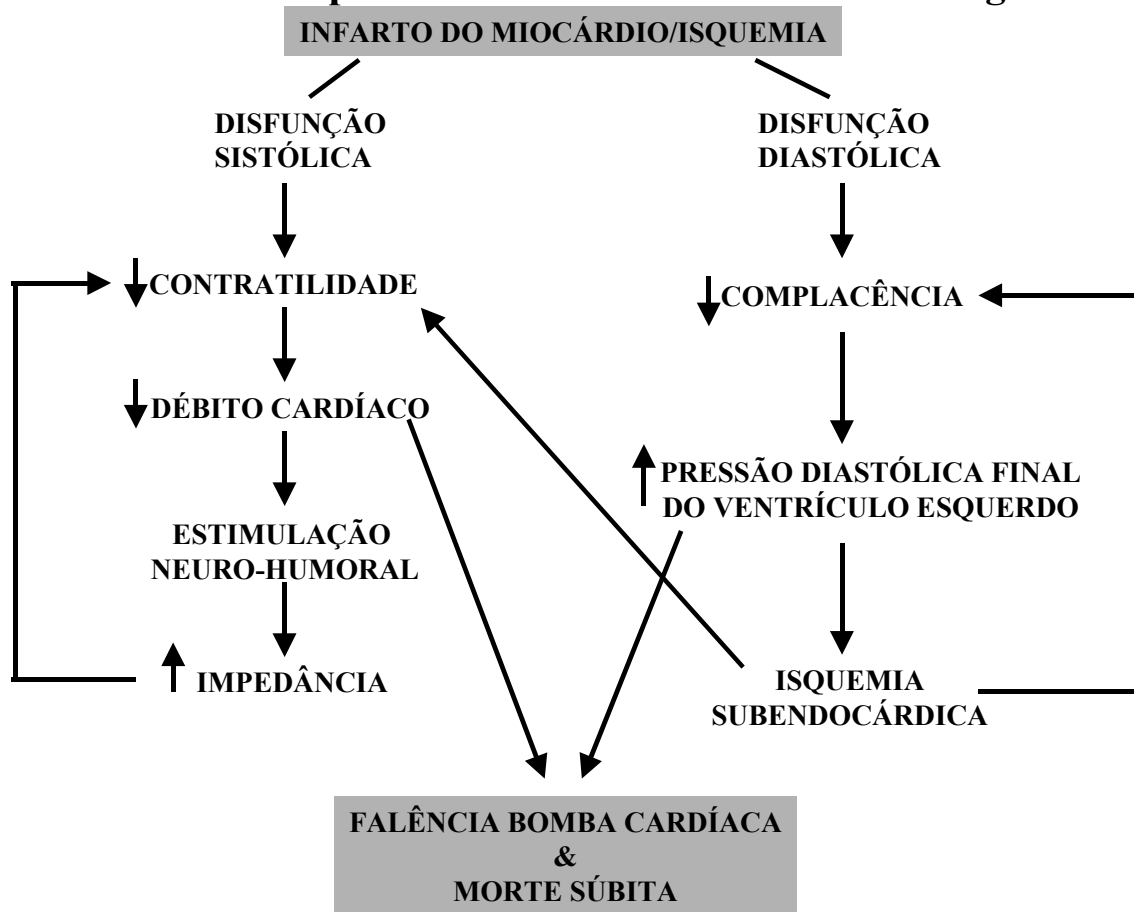 INFARTO DO MIOCÁRDIO/ISQUEMIA
DISFUNÇÃO
SISTÓLICA
DISFUNÇÃO
DIASTÓLICA
CONTRATILIDADE
COMPLACÊNCIA
DÉBITO CARDÍACO
PRESSÃO DIASTÓLICA FINAL
DO VENTRÍCULO ESQUERDO
ESTIMULAÇÃO
NEURO-HUMORAL
IMPEDÂNCIA
ISQUEMIA
SUBENDOCÁRDICA
FALÊNCIA BOMBA CARDÍACA
&
MORTE SÚBITA